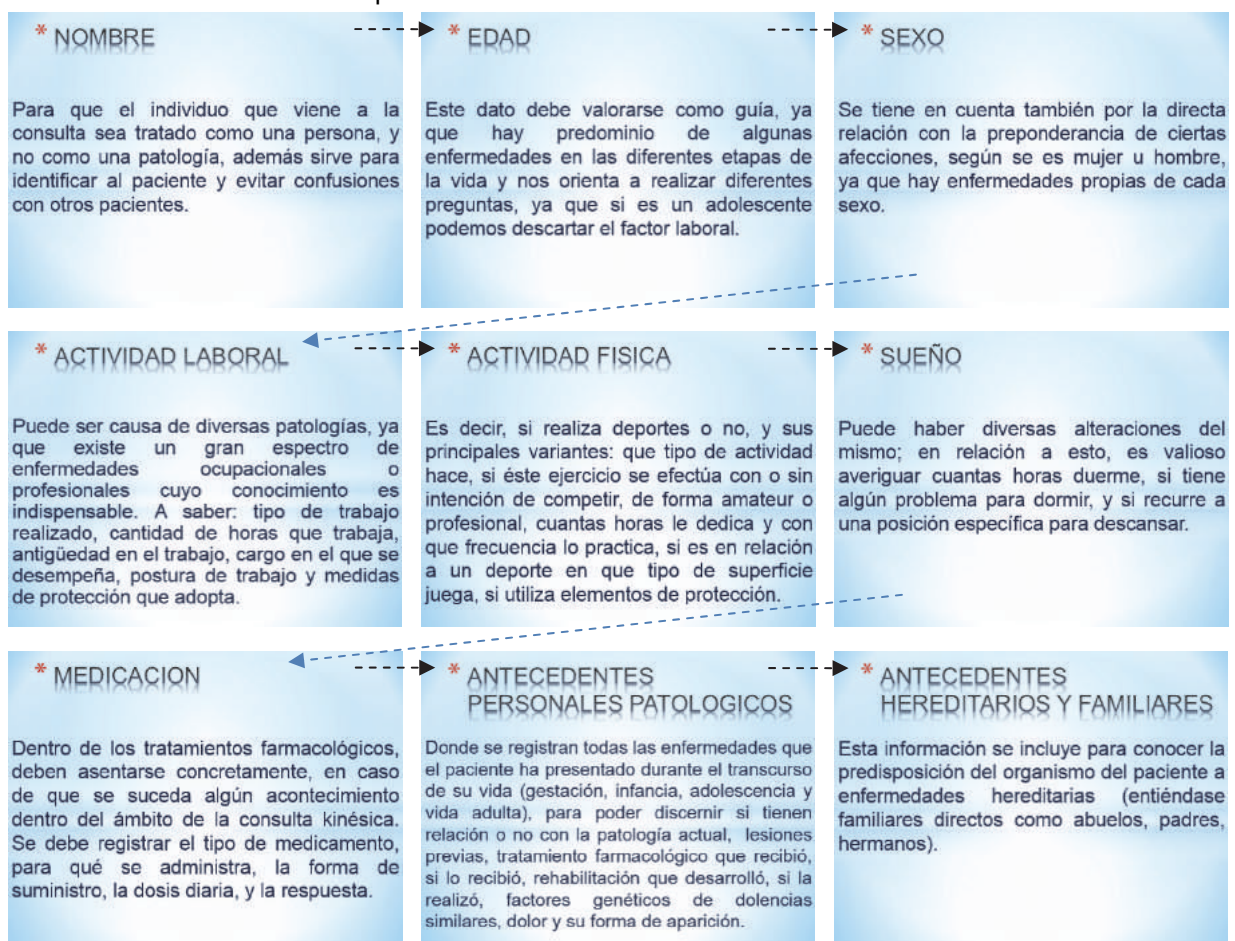 * NOMBRE
Para que el individuo que viene a la
consulta sea tratado como una persona, y
no como una patología, además sirve para
identificar al paciente y evitar confusiones
con otros pacientes.
* EDAD
Este dato debe valorarse como guía, ya
que hay predominio de algunas
enfermedades en las diferentes etapas de
la vida y nos orienta a realizar diferentes
preguntas, ya que si es un adolescente
podemos descartar el factor laboral.
* SEXO
Se tiene en cuenta también por la directa
relación con la preponderancia de ciertas
afecciones, según se es mujer u hombre,
ya que hay enfermedades propias de cada
sexo.
* ACTIVIDAD LABORAL
Puede ser causa de diversas patologías, ya
que existe un gran espectro de
enfermedades ocupacionales o
profesionales cuyo conocimiento es
indispensable. A saber: tipo de trabajo
realizado, cantidad de horas que trabaja,
antigüedad en el trabajo, cargo en el que se
desempeña, postura de trabajo y medidas
de protección que adopta.
* ACTIVIDAD FISICA
Es decir, si realiza deportes o no, y sus
principales variantes: que tipo de actividad
hace, si éste ejercicio se efectúa con o sin
intención de competir, de forma amateur o
profesional, cuantas horas le dedica y con
que frecuencia lo practica, si es en relación
a un deporte en que tipo de superficie
juega, si utiliza elementos de protección.
* SUEÑO
Puede haber diversas alteraciones del
mismo; en relación a esto, es valioso
averiguar cuantas horas duerme, si tiene
algún problema para dormir, y si recurre a
una posición específica para descansar.
* MEDICACION
Dentro de los tratamientos farmacológicos,
deben asentarse concretamente, en caso
de que se suceda algún acontecimiento
dentro del ámbito de la consulta kinésica.
Se debe registrar el tipo de medicamento,
para qué se administra, la forma de
suministro, la dosis diaria, y la respuesta.
* ANTECEDENTES
PERSONALES PATOLOGICOS
Donde se registran todas las enfermedades que
el paciente ha presentado durante el transcurso
de su vida (gestación, infancia, adolescencia y
vida adulta), para poder discernir si tienen
relación o no con la patología actual, lesiones
previas, tratamiento farmacológico que recibió,
si lo recibió, rehabilitación que desarrolló, si la
realizó, factores genéticos de dolencias
similares, dolor y su forma de aparición.
* ANTECEDENTES
HEREDITARIOS Y FAMILIARES
Esta información se incluye para conocer la
predisposición del organismo del paciente a
enfermedades hereditarias (entiéndase
familiares directos como abuelos, padres,
hermanos).